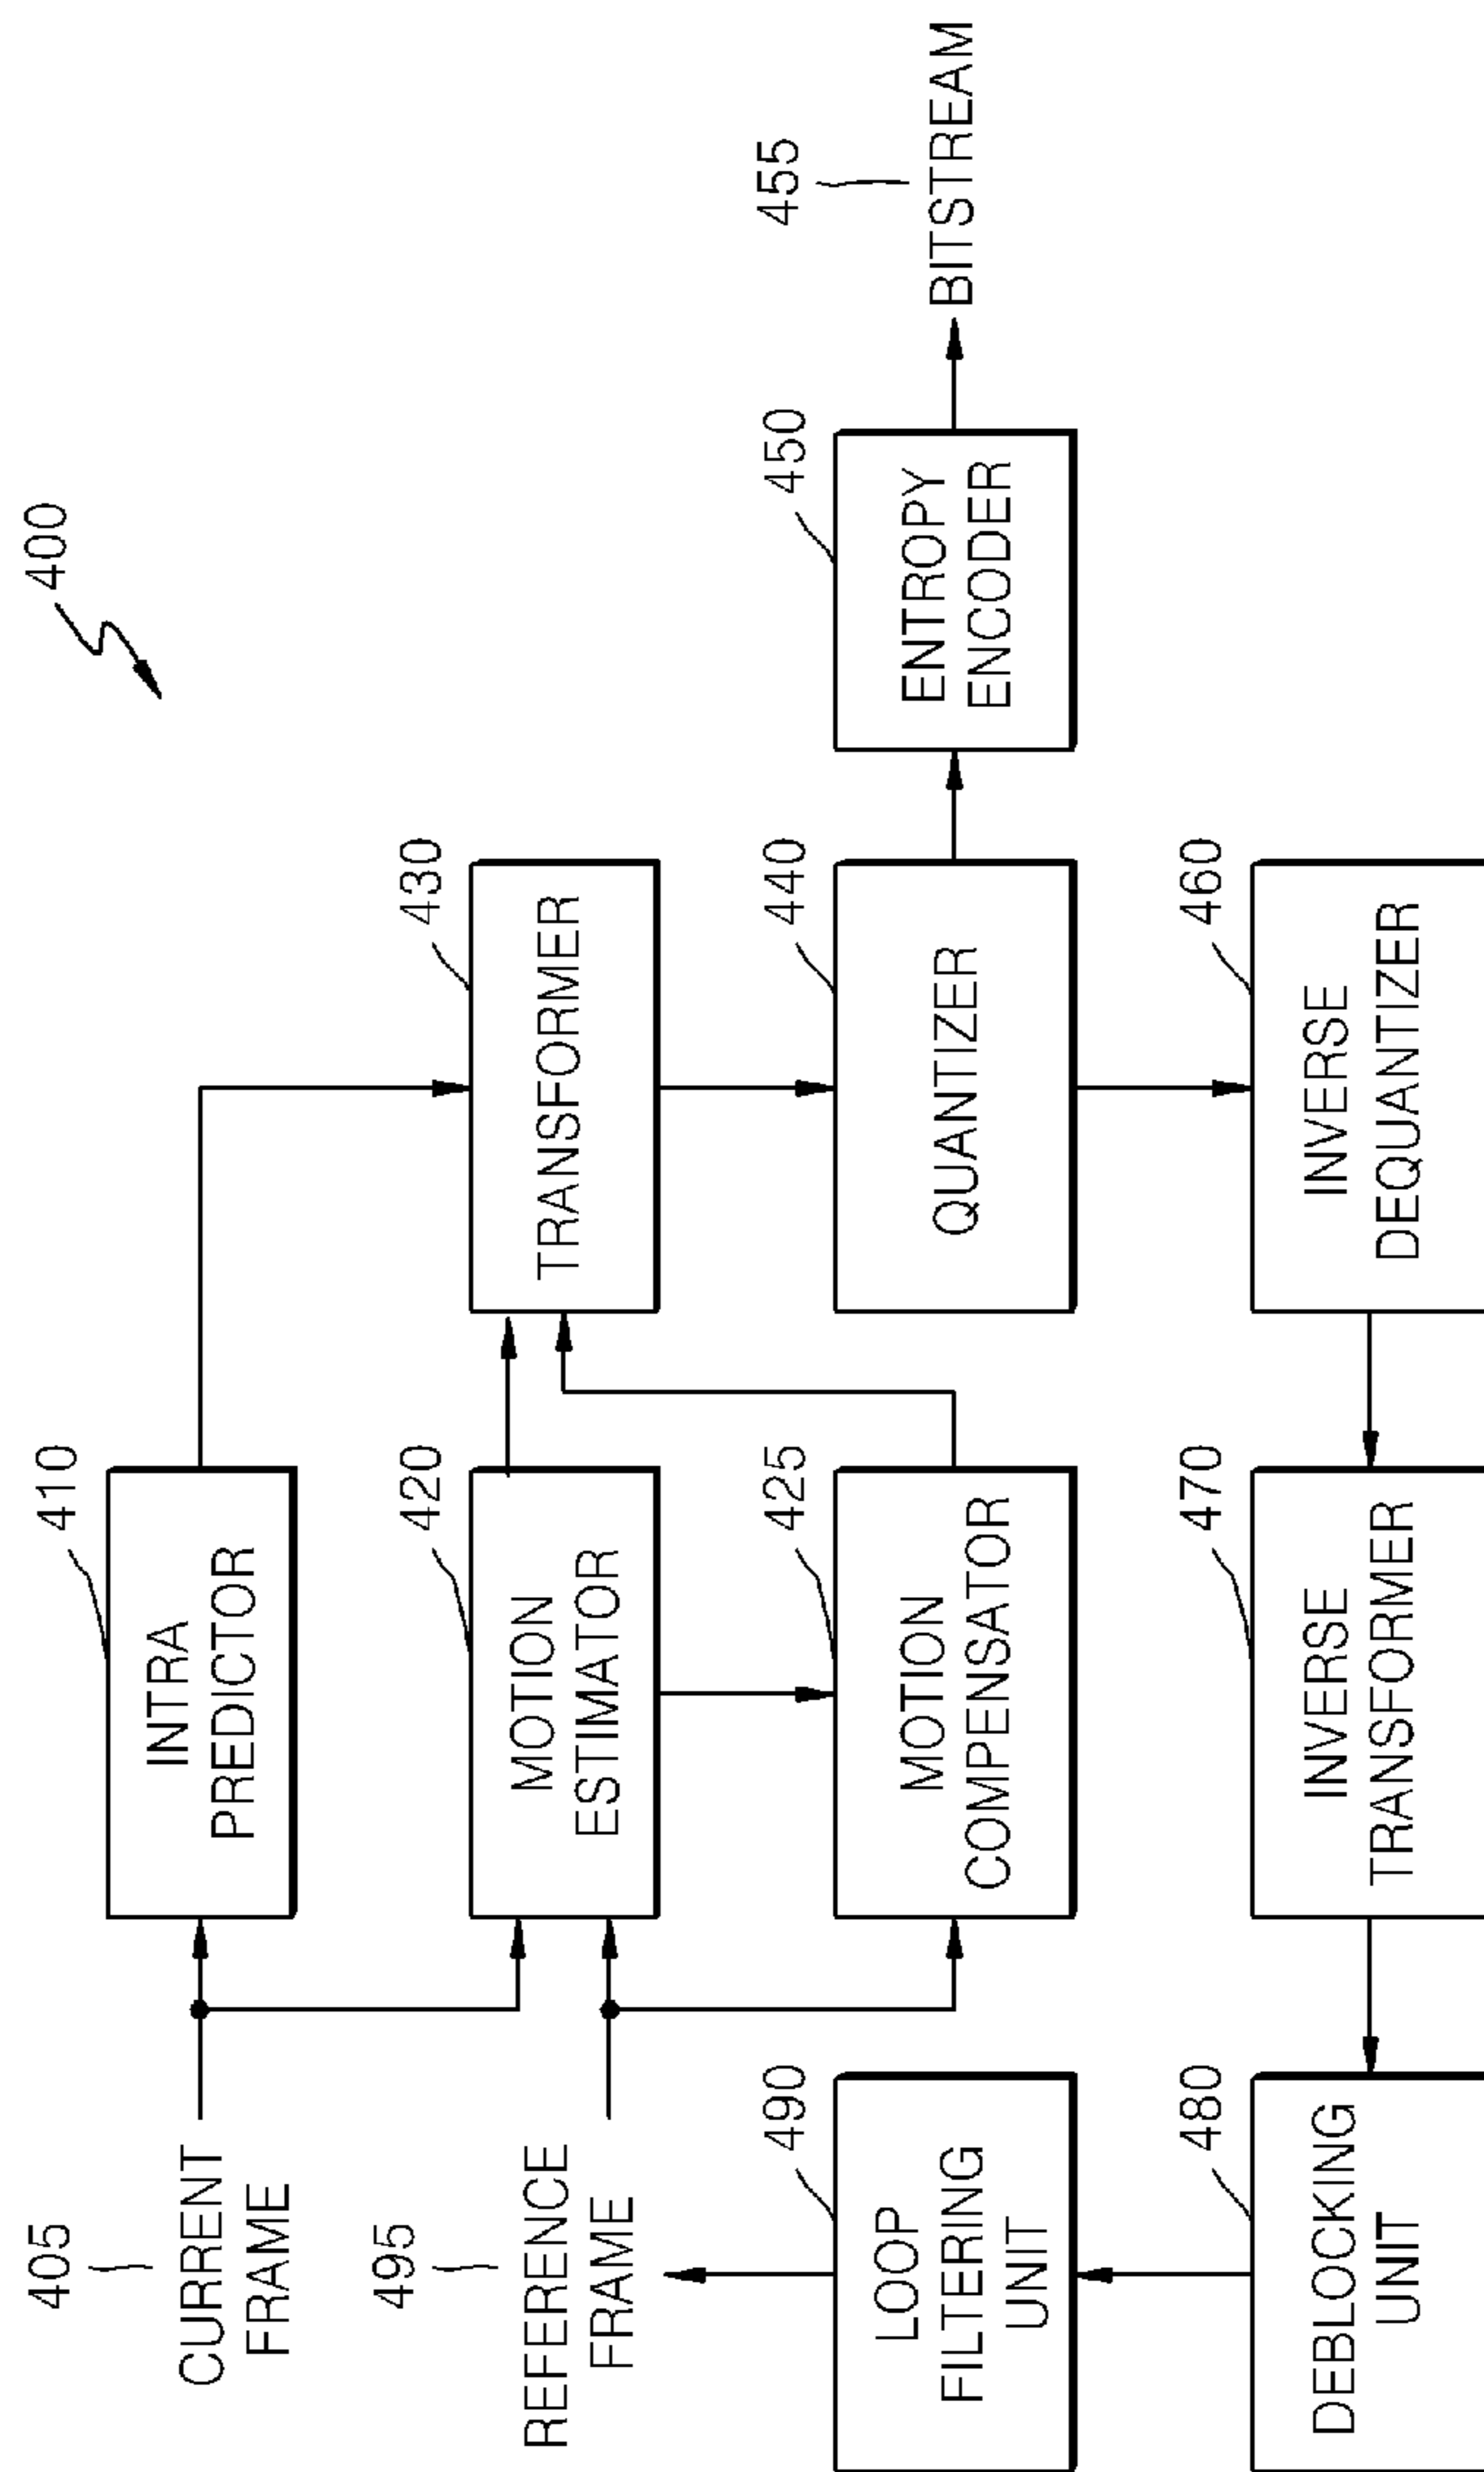 400
405
CURRENT
FRAME
410
INTRA
PREDICTOR
495
REFERENCE
FRAME
420
MOTION
ESTIMATOR
430
TRANSFORMER
490
LOOP
FILTERING
UNIT
425
MOTION
COMPENSATOR
440
QUANTIZER
450
ENTROPY
ENCODER
455
BITSTREAM
480
DEBLOCKING
UNIT
470
INVERSE
TRANSFORMER
460
INVERSE
DEQUANTIZER